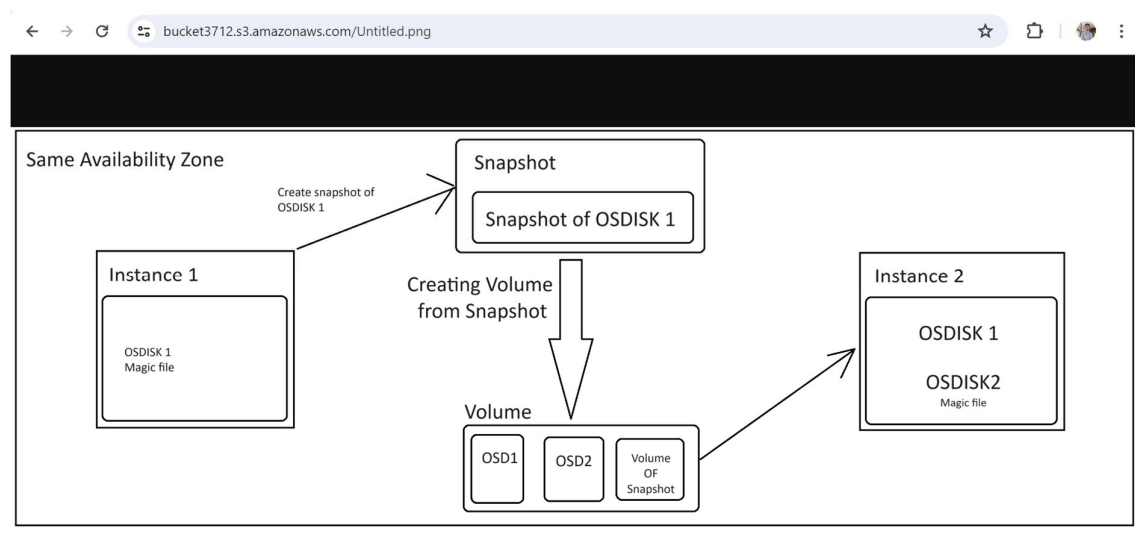 bucket3712.s3.amazonaws.com/Untitled.png
Same Availability Zone
Create snapshot of
OSDISK 1
Snapshot
Snapshot of OSDISK 1
Instance 1
OSDISK 1
Magic file
Creating Volume
from Snapshot
Volume
OSD1
OSD2
Volume
OF
Snapshot
Instance 2
OSDISK 1
OSDISK2
Magic file